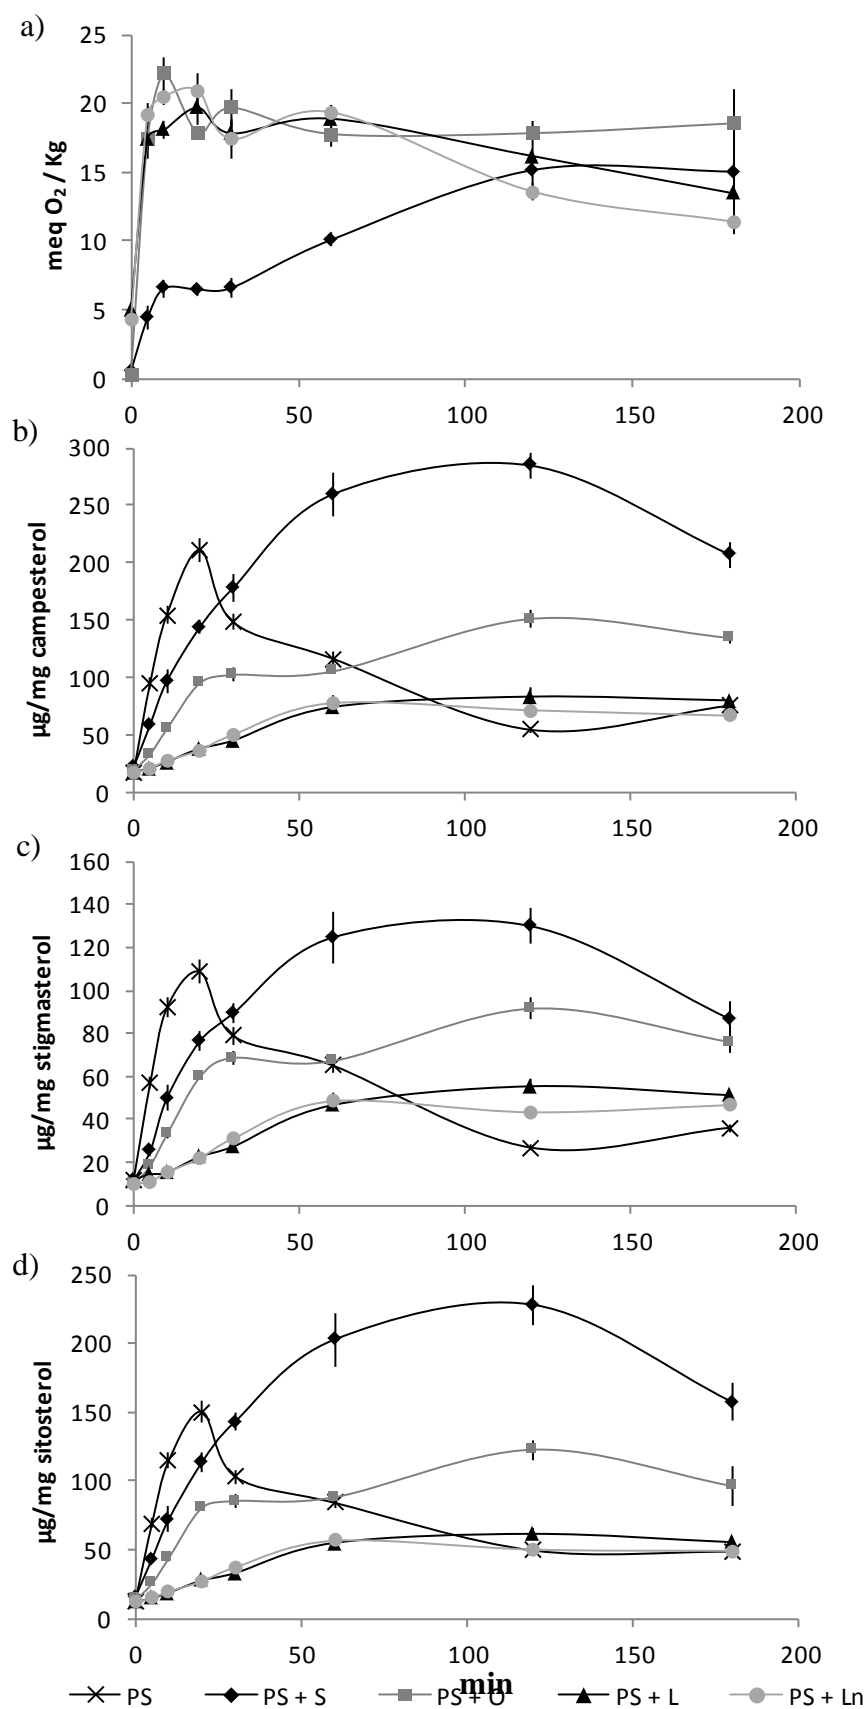 a)
25
20
15
10
5
0
meq O₂ / Kg
0 50 100 150 200
b)
300
250
200
150
100
50
0
µg/mg campesterol
0 50 100 150 200
c)
160
140
120
100
80
60
40
20
0
µg/mg stigmasterol
0 50 100 150 200
d)
250
200
150
100
50
0
µg/mg sitosterol
0 50 100 150 200
min
PS PS + S PS + O PS + L PS + Ln